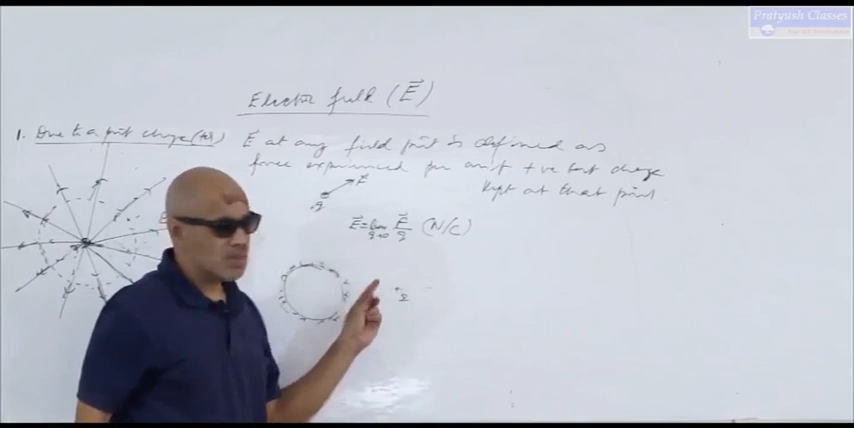 Pratyush Classes
Electric field (E⃗)
1. Due to a point charge (+q)
E⃗ at any field point is defined as
force experienced per unit +ve test charge
kept at that point
F⃗
q
E⃗ = lim q→0 F⃗/q (N/C)
q